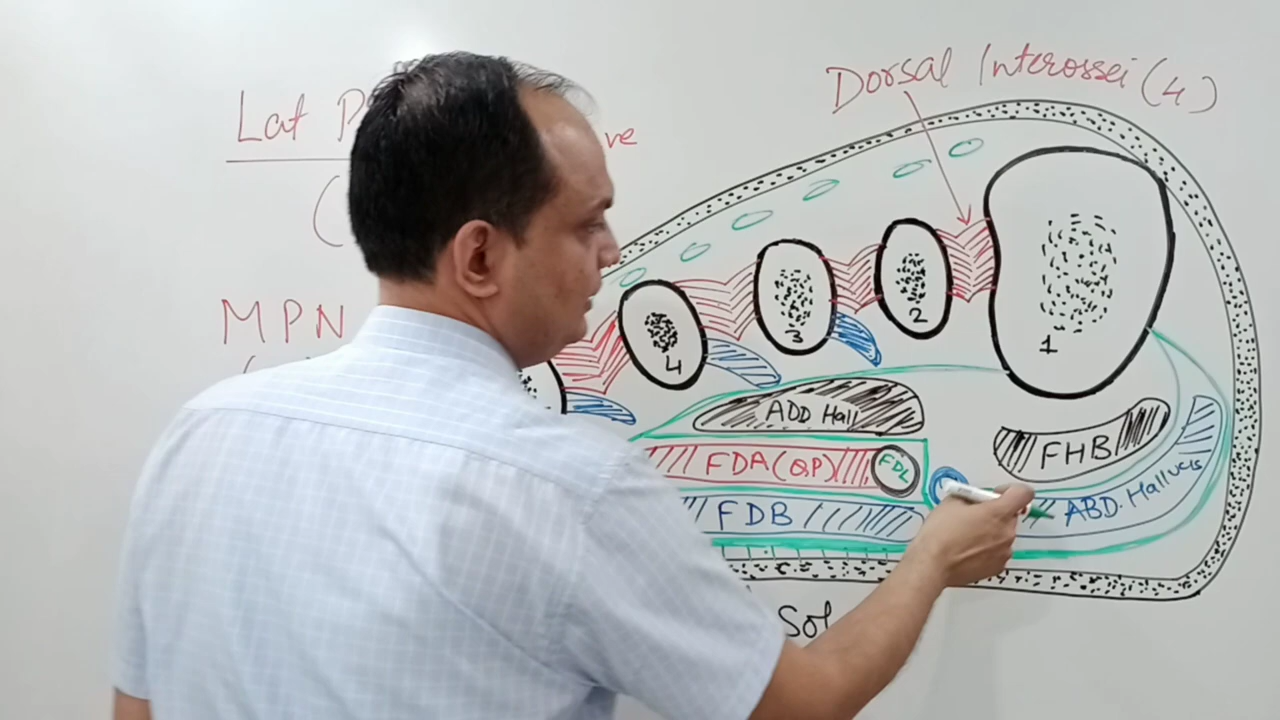 Dorsal Interossei (4)
Lat
ve
MPN
1
2
3
4
ADD Hall
FHB
FDA(QP)
FDL
ABD. Hallucis
FDB
Sol